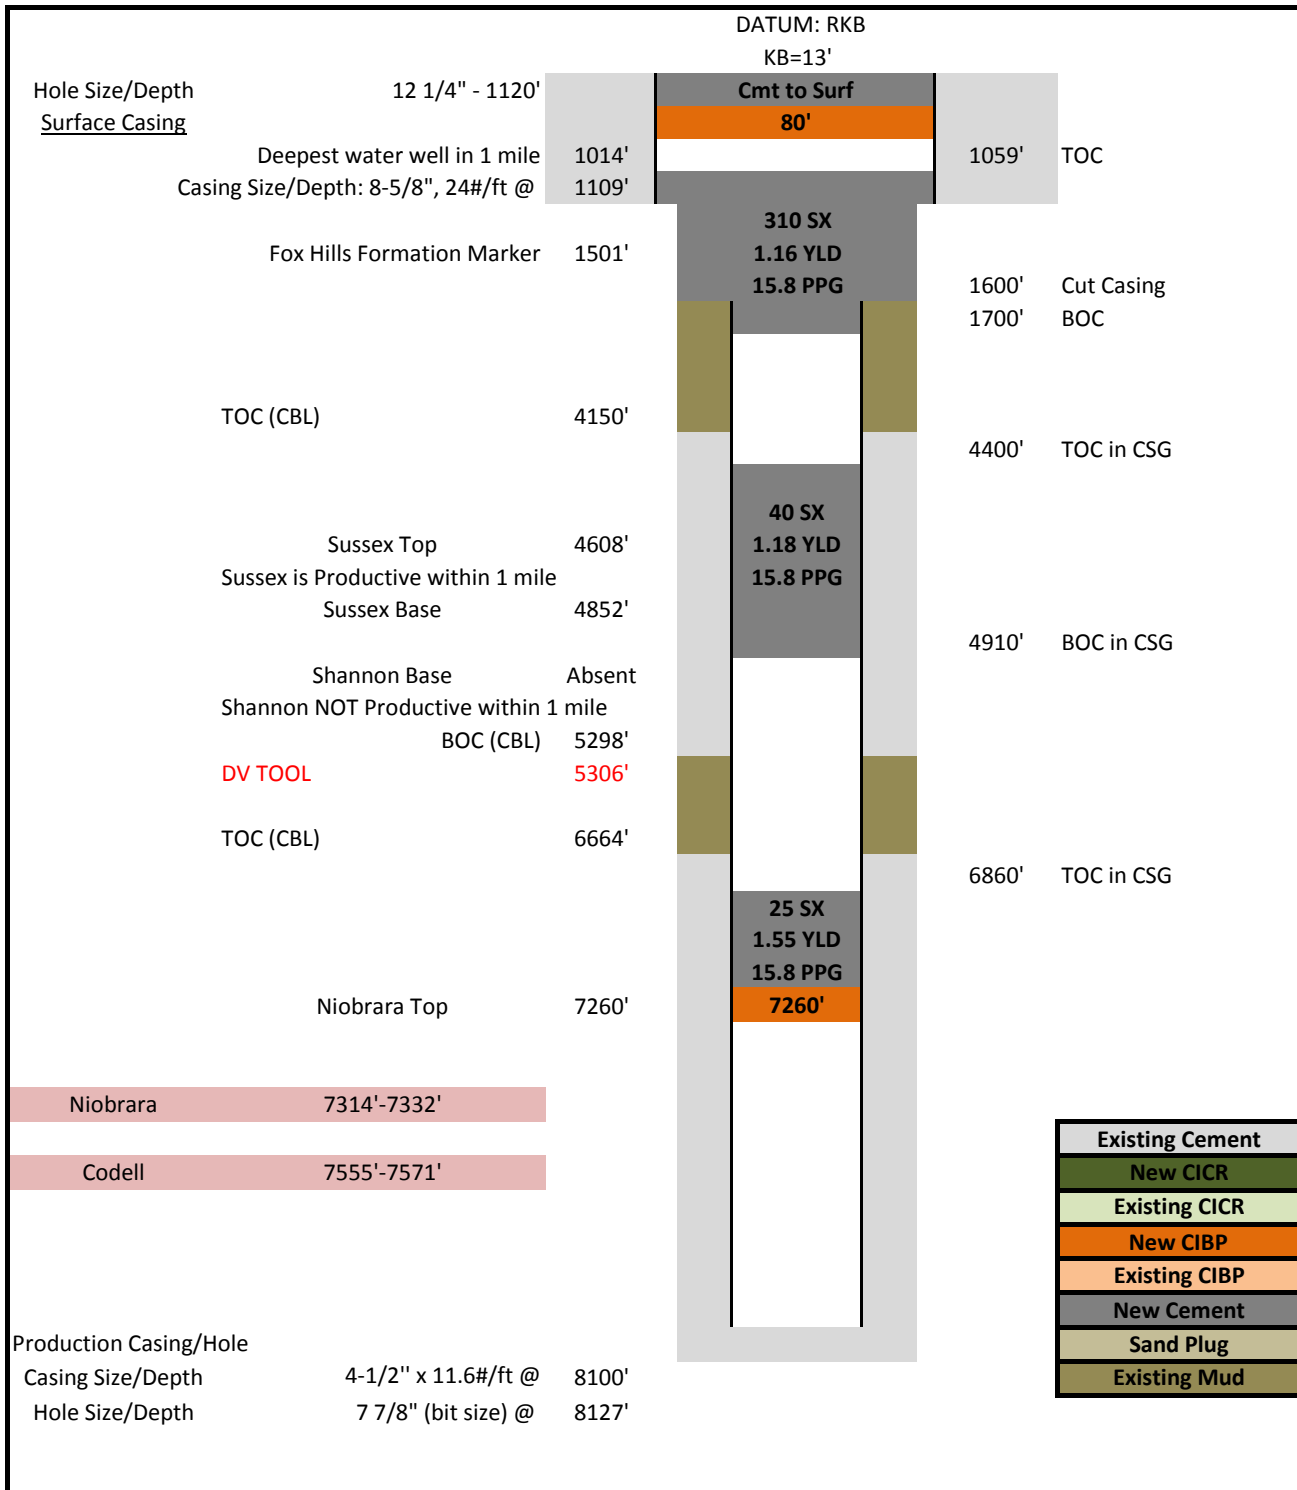 DATUM: RKB
KB=13'
Hole Size/Depth 12 1/4" - 1120' Cmt to Surf
Surface Casing 80'
Deepest water well in 1 mile 1014' 1059' TOC
Casing Size/Depth: 8-5/8", 24#/ft @ 1109'
310 SX
Fox Hills Formation Marker 1501' 1.16 YLD
15.8 PPG 1600' Cut Casing
1700' BOC
TOC (CBL) 4150'
4400' TOC in CSG
40 SX
Sussex Top 4608' 1.18 YLD
Sussex is Productive within 1 mile 15.8 PPG
Sussex Base 4852'
4910' BOC in CSG
Shannon Base Absent
Shannon NOT Productive within 1 mile
BOC (CBL) 5298'
DV TOOL 5306'
TOC (CBL) 6664'
6860' TOC in CSG
25 SX
1.55 YLD
15.8 PPG
Niobrara Top 7260' 7260'
Niobrara 7314'-7332'
Existing Cement
Codell 7555'-7571' New CICR
Existing CICR
New CIBP
Existing CIBP
New Cement
Production Casing/Hole Sand Plug
Casing Size/Depth 4-1/2'' x 11.6#/ft @ 8100' Existing Mud
Hole Size/Depth 7 7/8" (bit size) @ 8127'